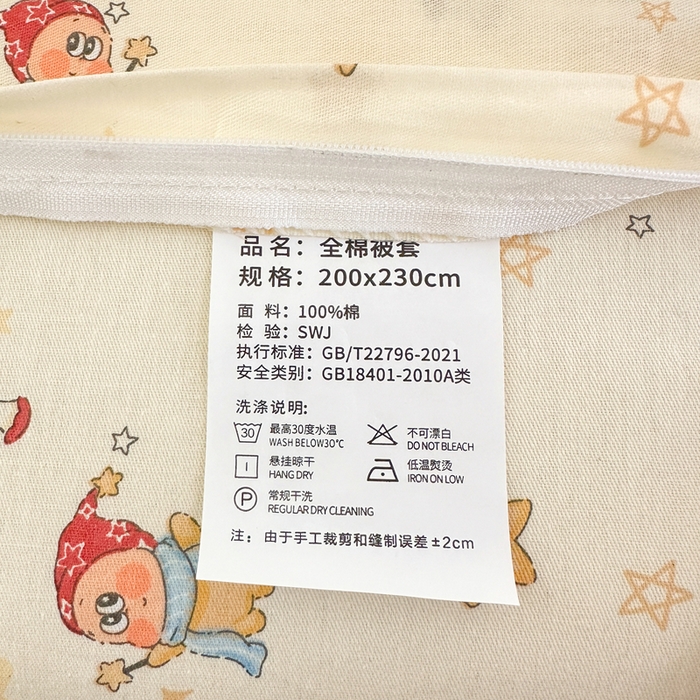 品名：全棉被套
规格：200x230cm
面料：100%棉
检验：SWJ
执行标准：GB/T22796-2021
安全类别：GB18401-2010A类
洗涤说明:
30 最高30度水温 不可漂白
WASH BELOW30℃ DO NOT BLEACH
悬挂晾干 低温熨烫
HANG DRY IRON ON LOW
P 常规干洗
REGULAR DRY CLEANING
注：由于手工裁剪和缝制误差±2cm